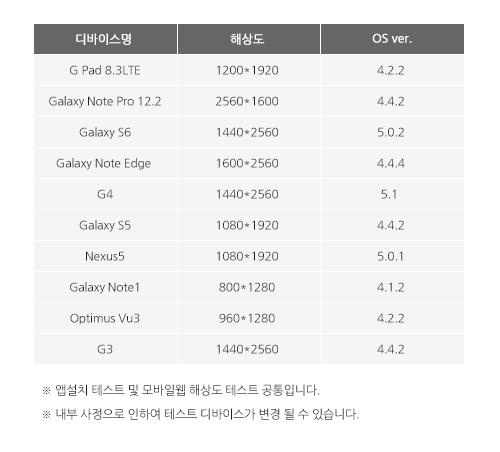 디바이스명 해상도 OS ver.
G Pad 8.3LTE 1200*1920 4.2.2
Galaxy Note Pro 12.2 2560*1600 4.4.2
Galaxy S6 1440*2560 5.0.2
Galaxy Note Edge 1600*2560 4.4.4
G4 1440*2560 5.1
Galaxy S5 1080*1920 4.4.2
Nexus5 1080*1920 5.0.1
Galaxy Note1 800*1280 4.1.2
Optimus Vu3 960*1280 4.2.2
G3 1440*2560 4.4.2
※ 앱설치 테스트 및 모바일웹 해상도 테스트 공통입니다.
※ 내부 사정으로 인하여 테스트 디바이스가 변경 될 수 있습니다.